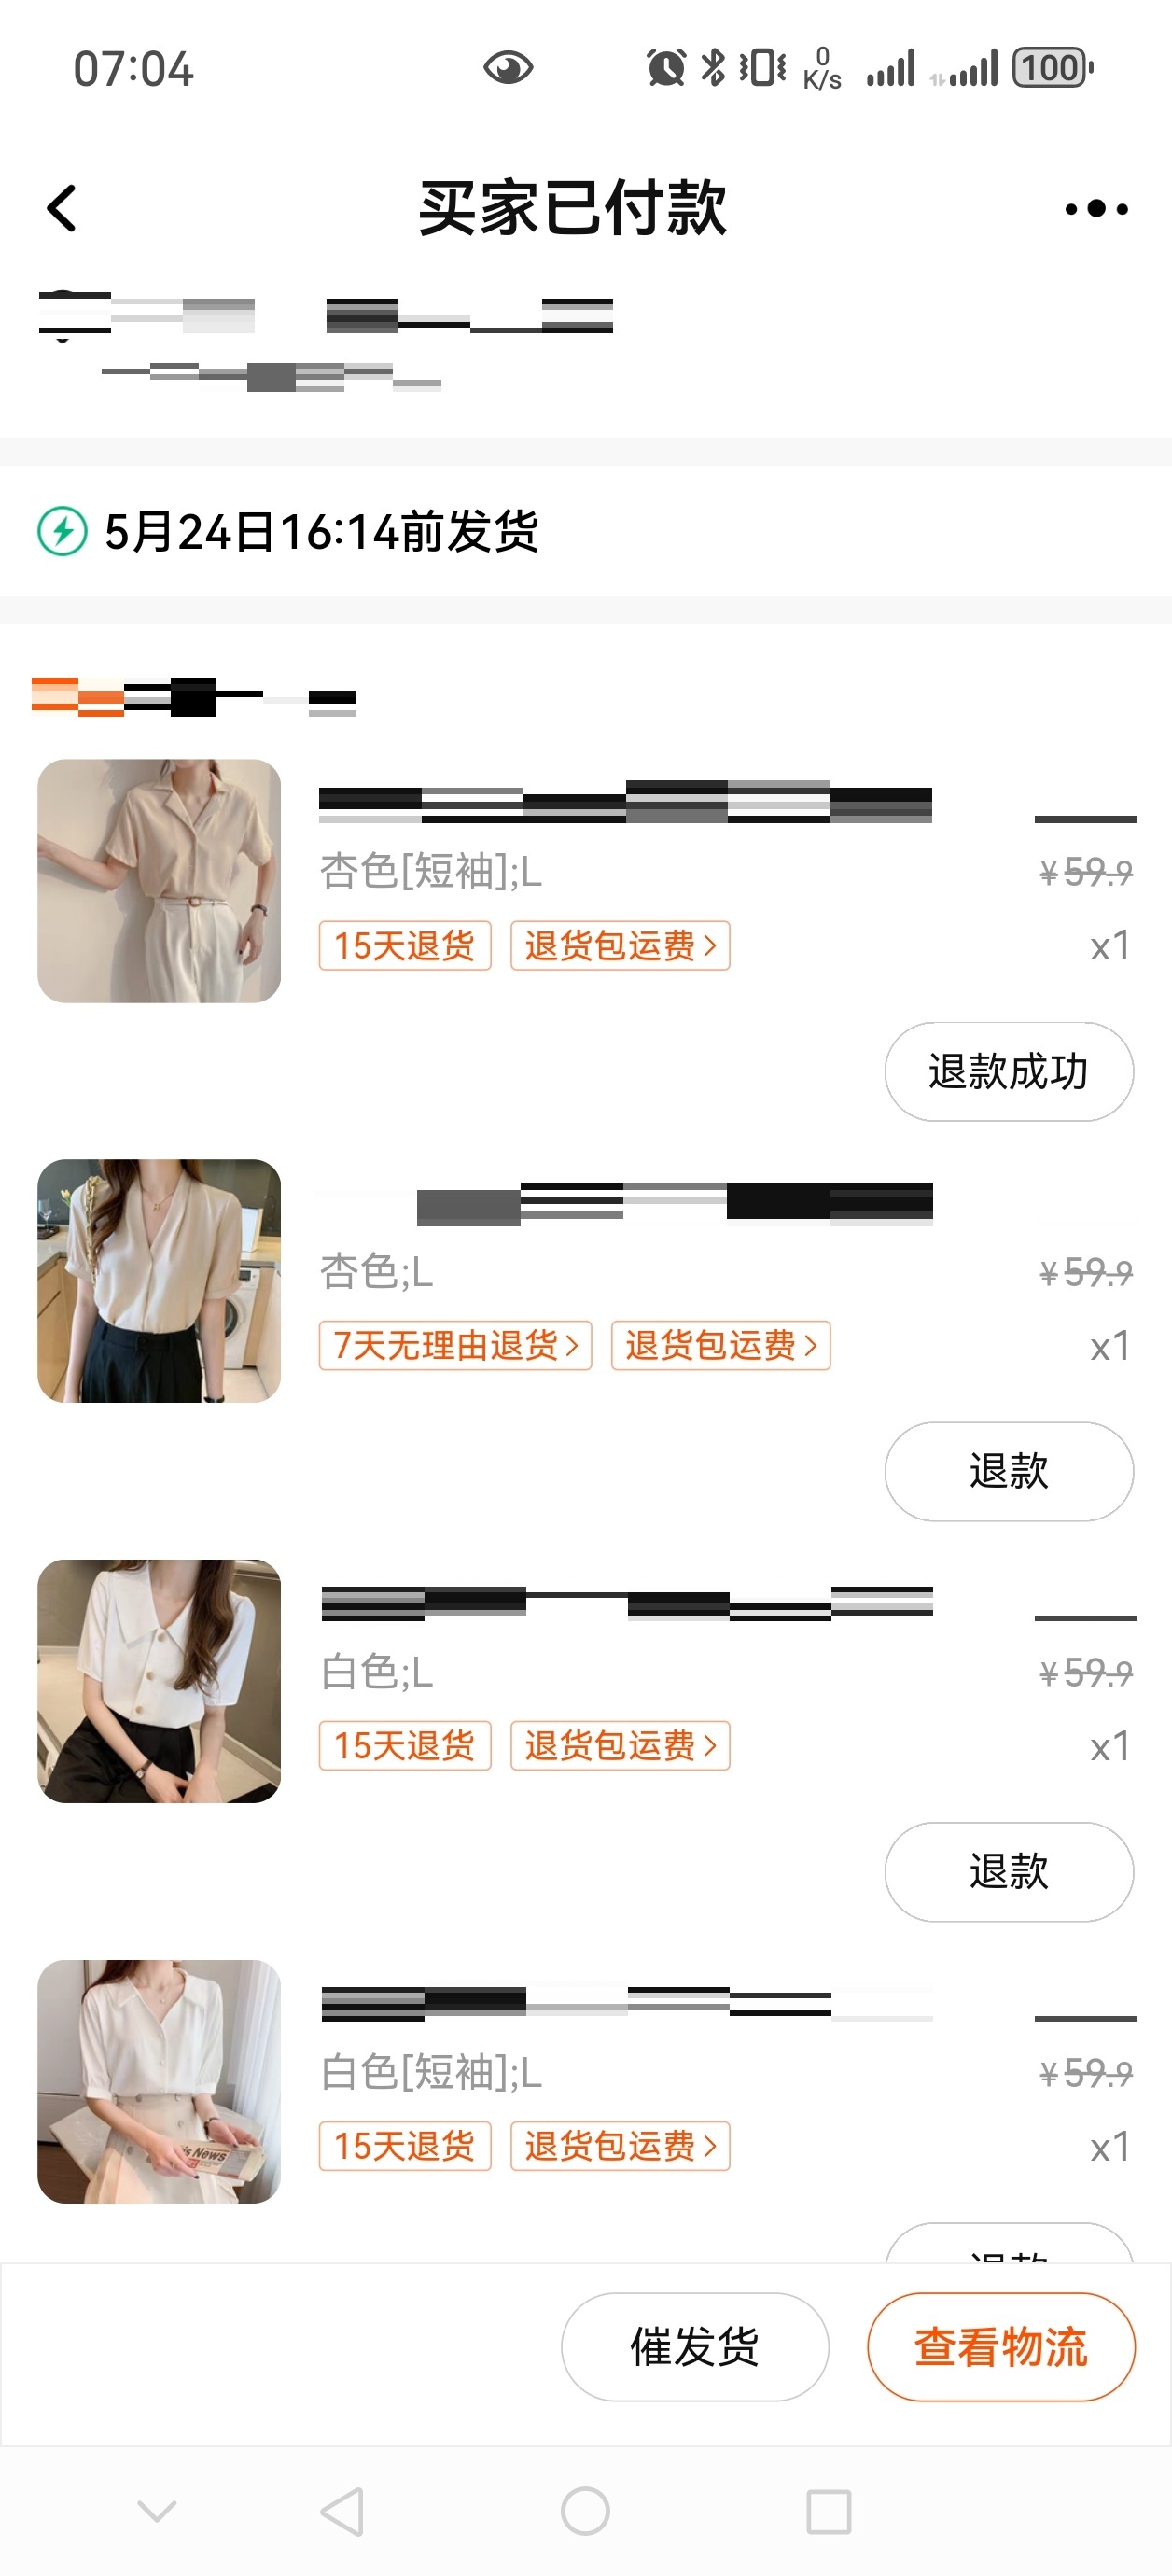 07:04
0
K/s
100
买家已付款
5月24日16:14前发货
杏色[短袖];L
¥59.9
15天退货 退货包运费>
x1
退款成功
杏色;L
¥59.9
7天无理由退货> 退货包运费>
x1
退款
白色;L
¥59.9
15天退货 退货包运费>
x1
退款
News
白色[短袖];L
¥59.9
15天退货 退货包运费>
x1
退款
催发货
查看物流